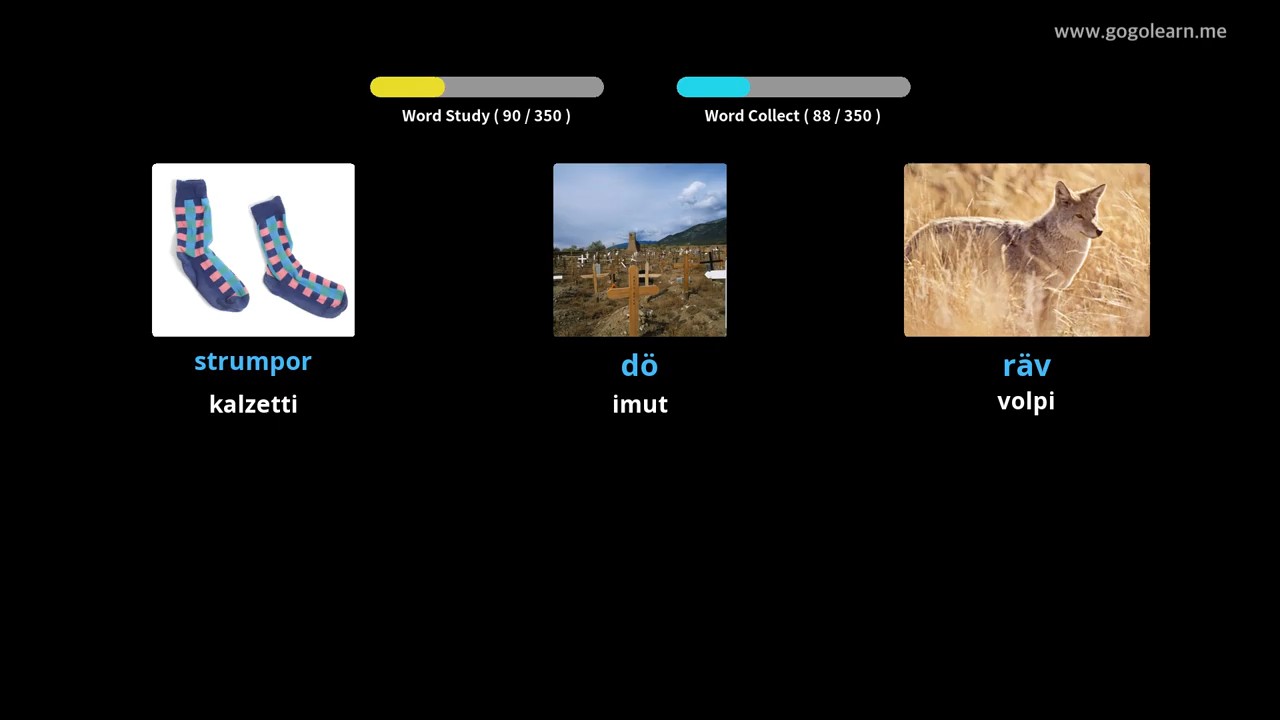 www.gogolearn.me
Word Study ( 90 / 350 )
Word Collect ( 88 / 350 )
strumpor
dö
räv
kalzetti
imut
volpi